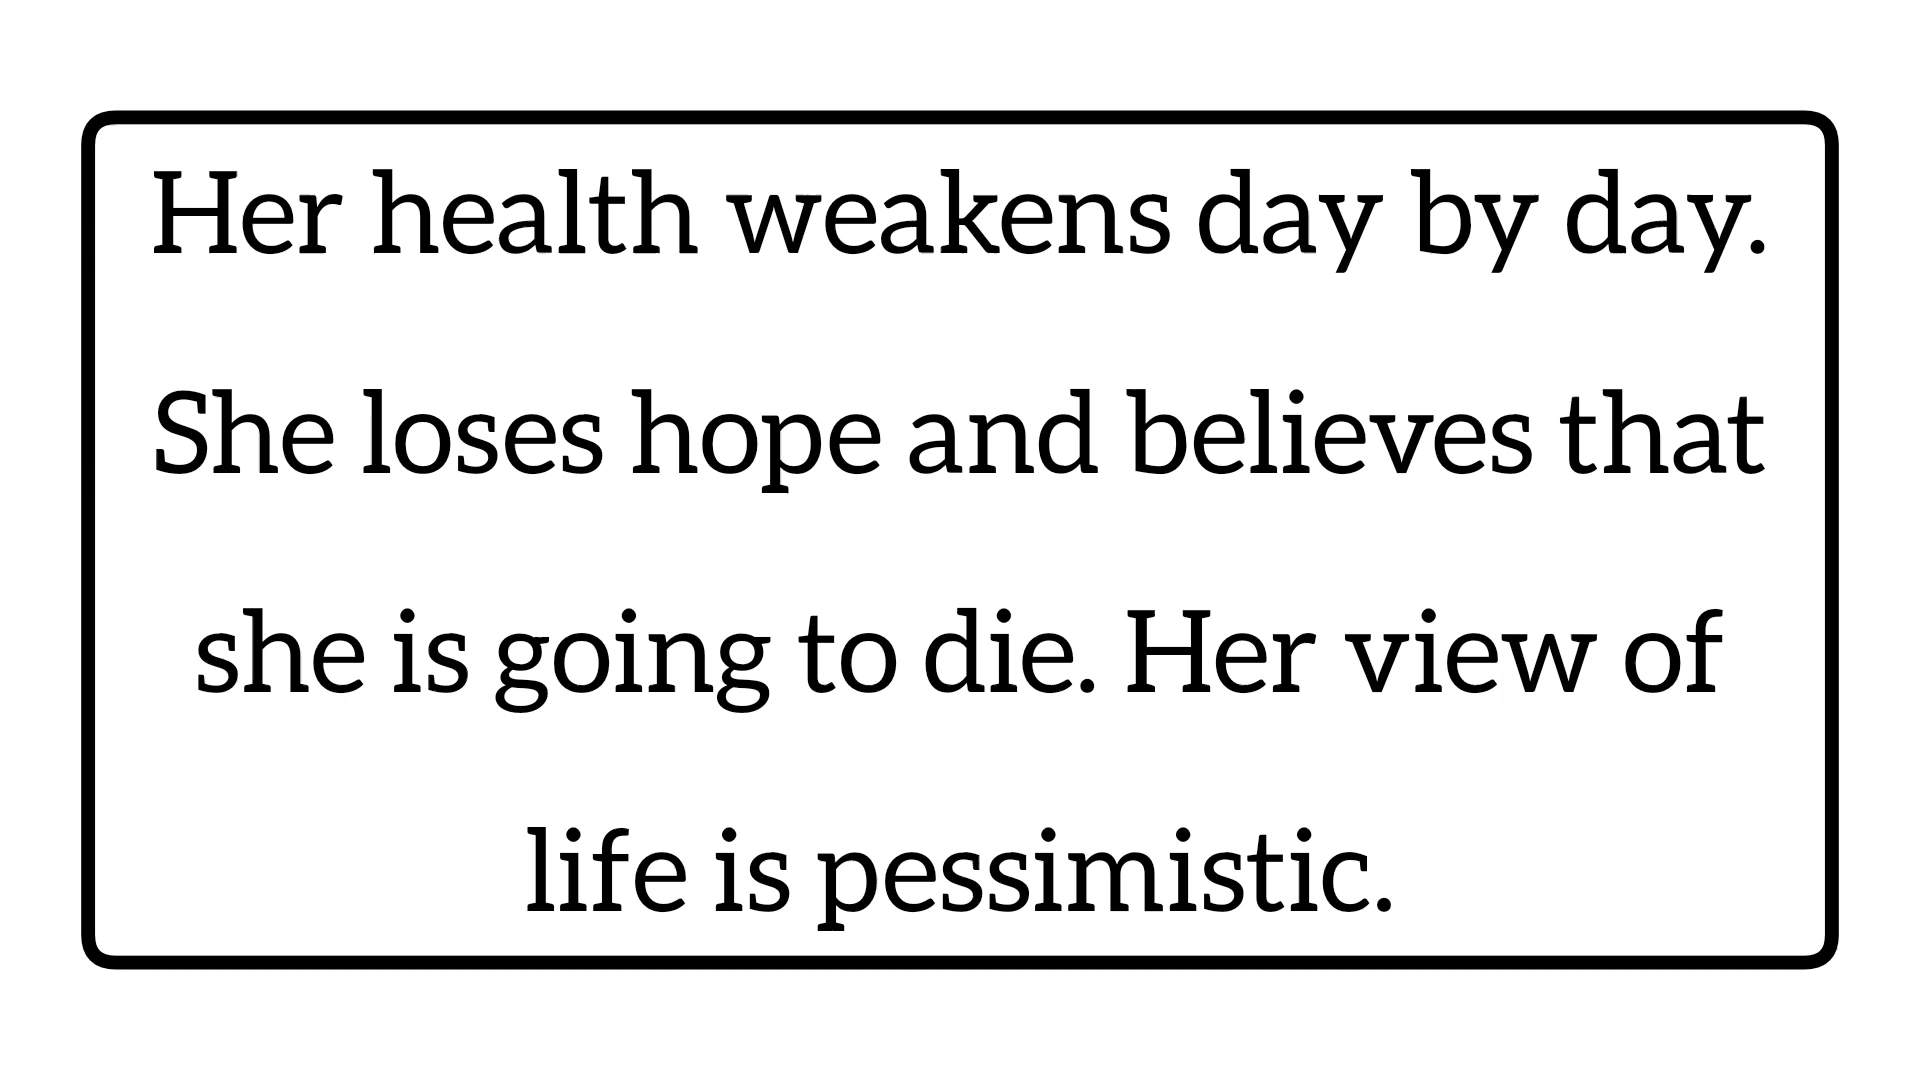 Her health weakens day by day.
She loses hope and believes that
she is going to die. Her view of
life is pessimistic.